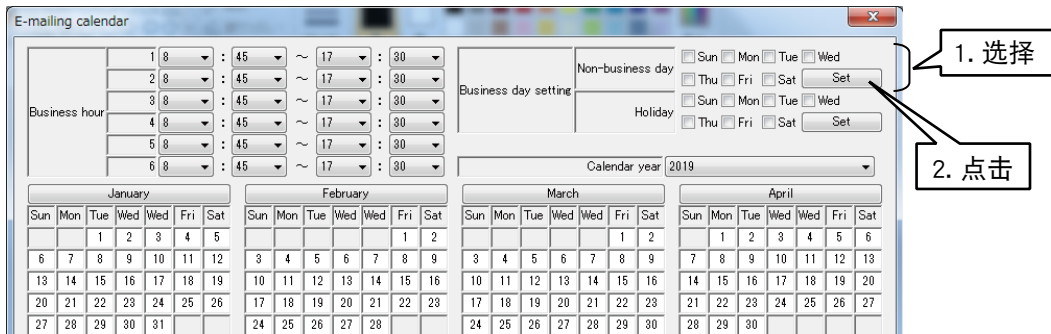 E-mailing calendar
Business hour
1 8 : 45 ～ 17 : 30
2 8 : 45 ～ 17 : 30
3 8 : 45 ～ 17 : 30
4 8 : 45 ～ 17 : 30
5 8 : 45 ～ 17 : 30
6 8 : 45 ～ 17 : 30
Business day setting
Non-business day
Sun Mon Tue Wed
Thu Fri Sat Set
Holiday
Sun Mon Tue Wed
Thu Fri Sat Set
1. 选择
2. 点击
Calendar year 2019
January February March April
Sun Mon Tue Wed Wed Fri Sat Sun Mon Tue Wed Wed Fri Sat Sun Mon Tue Wed Wed Fri Sat Sun Mon Tue Wed Wed Fri Sat
1 2 3 4 5 1 2 1 2 1 2 3 4 5 6
6 7 8 9 10 11 12 3 4 5 6 7 8 9 3 4 5 6 7 8 9 7 8 9 10 11 12 13
13 14 15 16 17 18 19 10 11 12 13 14 15 16 10 11 12 13 14 15 16 14 15 16 17 18 19 20
20 21 22 23 24 25 26 17 18 19 20 21 22 23 17 18 19 20 21 22 23 21 22 23 24 25 26 27
27 28 29 30 31 24 25 26 27 28 24 25 26 27 28 29 30 28 29 30